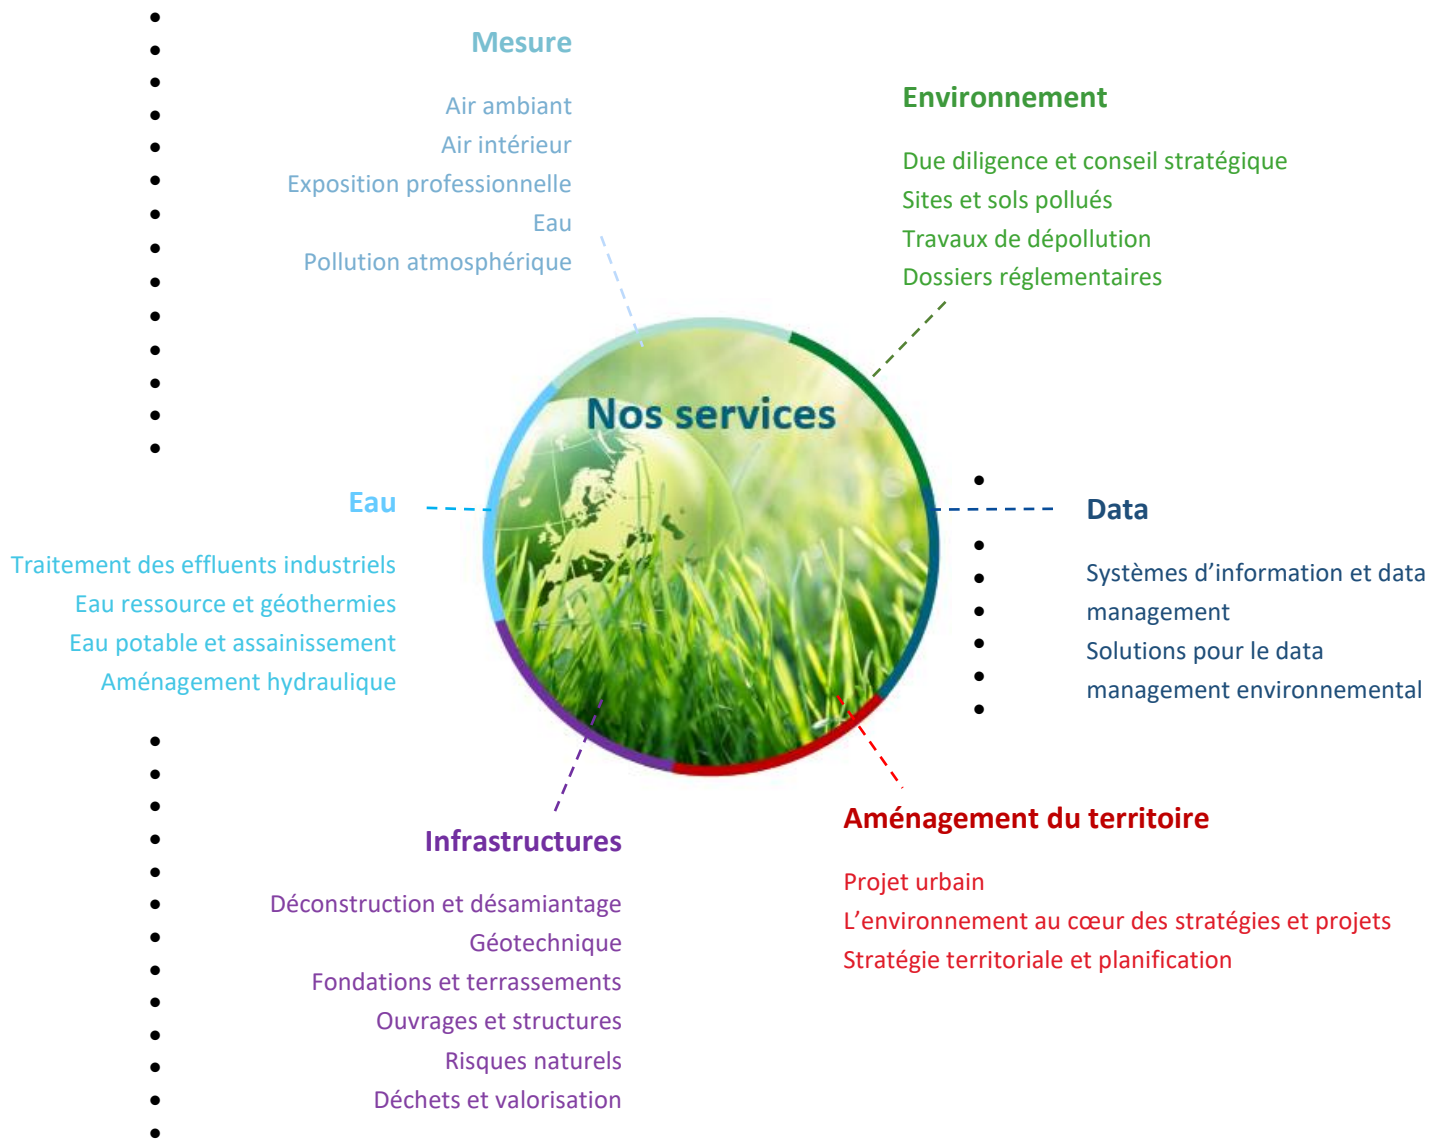 Mesure
Air ambiant
Air intérieur
Exposition professionnelle
Eau
Pollution atmosphérique
Environnement
Due diligence et conseil stratégique
Sites et sols pollués
Travaux de dépollution
Dossiers réglementaires
Nos services
Eau
Traitement des effluents industriels
Eau ressource et géothermies
Eau potable et assainissement
Aménagement hydraulique
Data
Systèmes d’information et data
management
Solutions pour le data
management environnemental
Infrastructures
Déconstruction et désamiantage
Géotechnique
Fondations et terrassements
Ouvrages et structures
Risques naturels
Déchets et valorisation
Aménagement du territoire
Projet urbain
L’environnement au cœur des stratégies et projets
Stratégie territoriale et planification